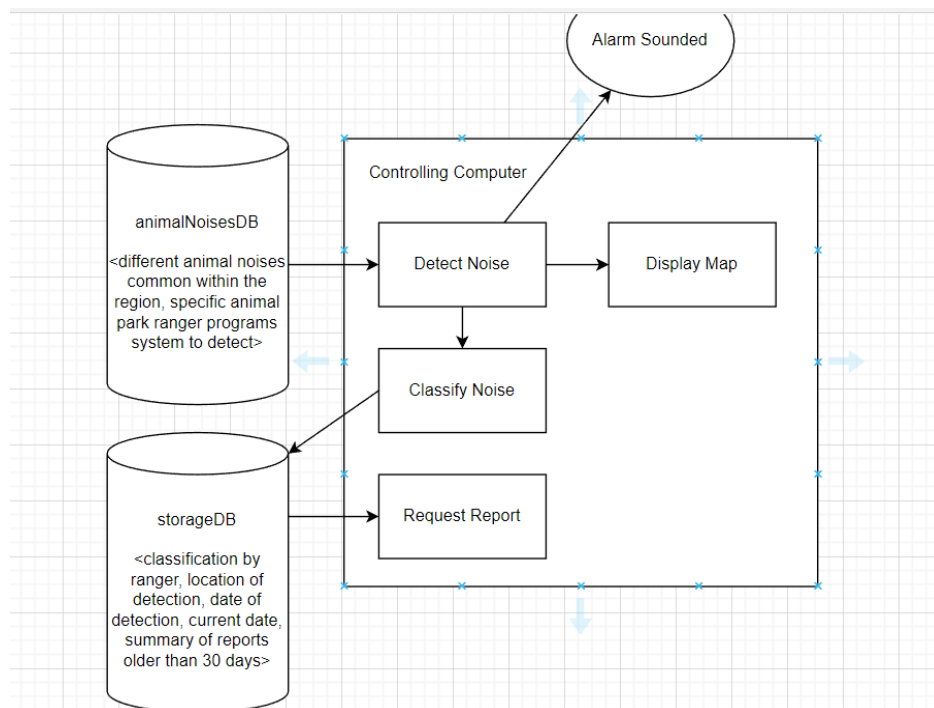 Alarm Sounded
Controlling Computer
animalNoisesDB
<different animal noises
common within the
region, specific animal
park ranger programs
system to detect>
Detect Noise
Display Map
Classify Noise
storageDB
<classification by
ranger, location of
detection, date of
detection, current date,
summary of reports
older than 30 days>
Request Report